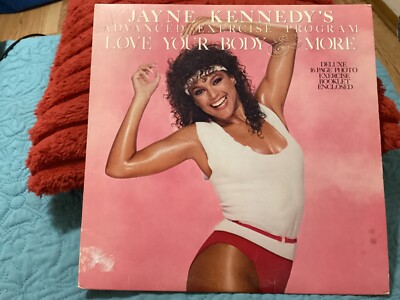 JAYNE KENNEDY'S
ADVANCED EXERCISE PROGRAM
LOVE YOUR BODY & MORE
DELUXE
16 PAGE PHOTO
EXERCISE
BOOKLET
ENCLOSED